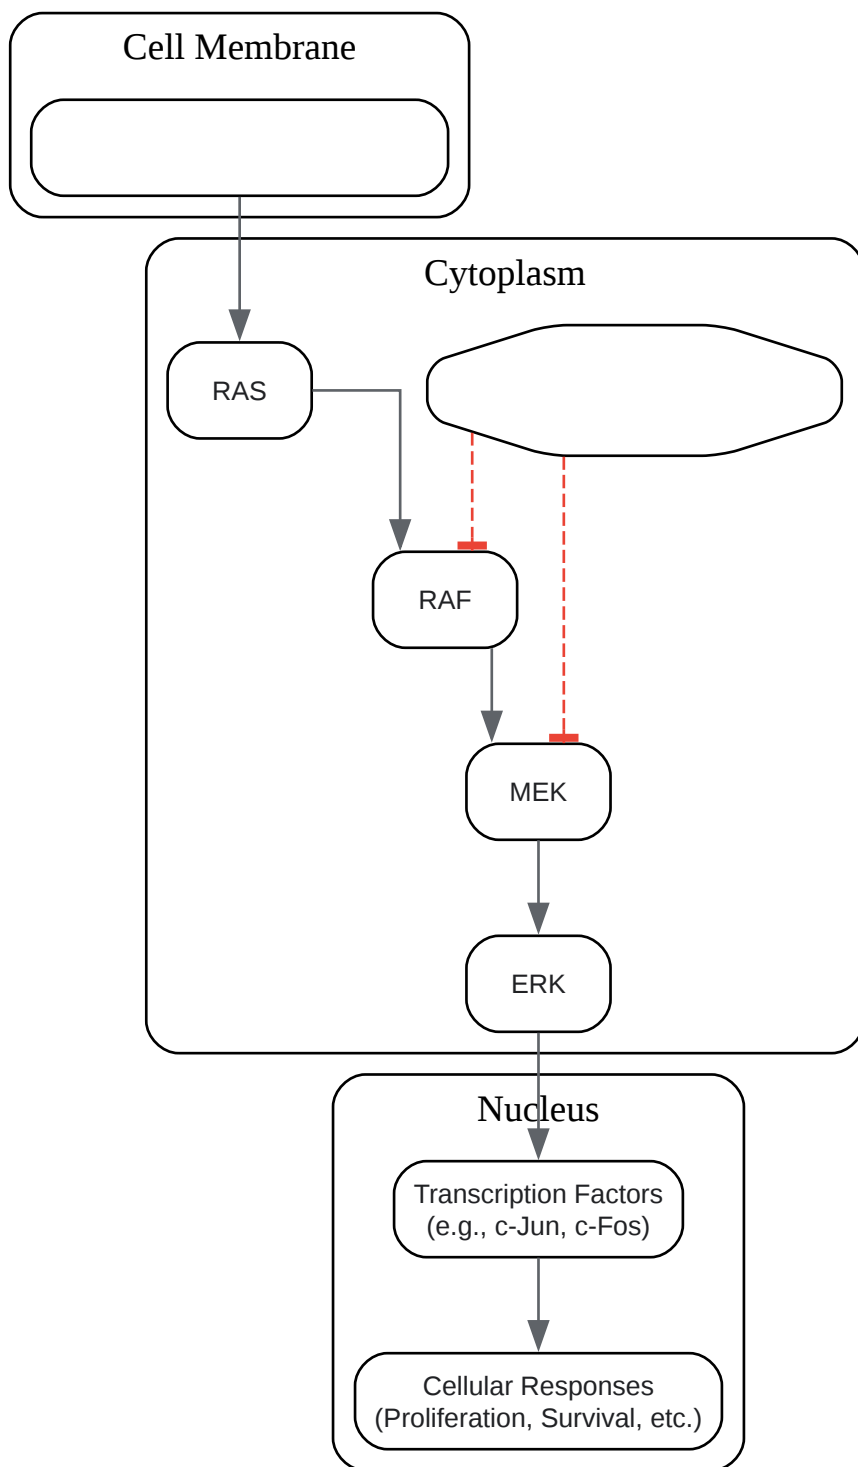 Cell Membrane
Cytoplasm
RAS
RAF
MEK
ERK
Nucleus
Transcription Factors
(e.g., c-Jun, c-Fos)
Cellular Responses
(Proliferation, Survival, etc.)